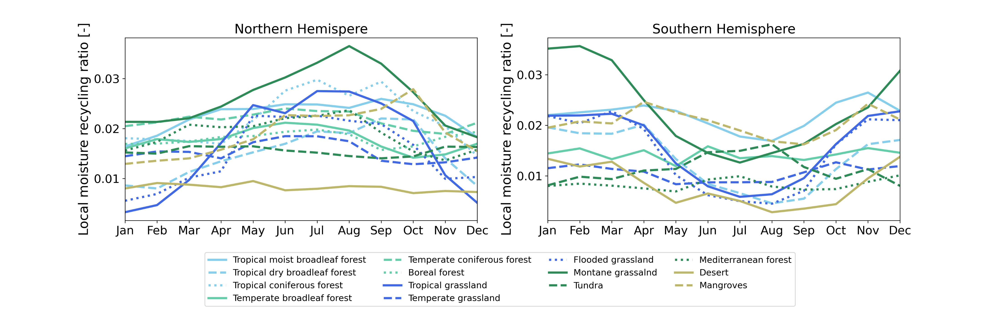 Northern Hemispere
Local moisture recycling ratio [-]
0.03
0.02
0.01
Jan Feb Mar Apr May Jun Jul Aug Sep Oct Nov Dec
Southern Hemisphere
Local moisture recycling ratio [-]
0.03
0.02
0.01
Jan Feb Mar Apr May Jun Jul Aug Sep Oct Nov Dec
Tropical moist broadleaf forest
Tropical dry broadleaf forest
Tropical coniferous forest
Temperate broadleaf forest
Temperate coniferous forest
Boreal forest
Tropical grassland
Temperate grassland
Flooded grassland
Montane grassalnd
Tundra
Mediterranean forest
Desert
Mangroves